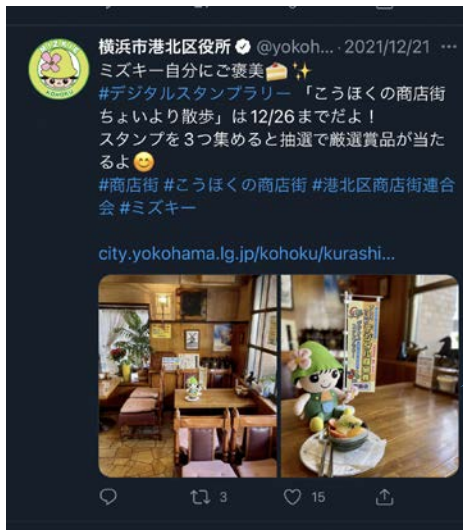 横浜市港北区役所 @yokoh... · 2021/12/21
ミズキー自分にご褒美🍰✨
#デジタルスタンプラリー 「こうほくの商店街
ちょいより散歩」は12/26までだよ！
スタンプを3つ集めると抽選で厳選賞品が当た
るよ😊
#商店街 #こうほくの商店街 #港北区商店街連合
会 #ミズキー
city.yokohama.lg.jp/kohoku/kurashi...
3
15
MIZUKEY
KOHOKU